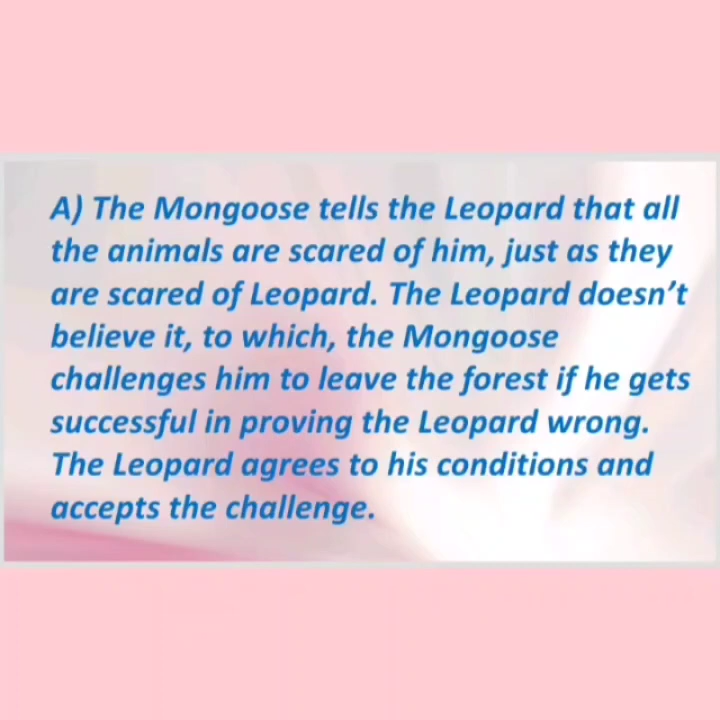 A) The Mongoose tells the Leopard that all
the animals are scared of him, just as they
are scared of Leopard. The Leopard doesn’t
believe it, to which, the Mongoose
challenges him to leave the forest if he gets
successful in proving the Leopard wrong.
The Leopard agrees to his conditions and
accepts the challenge.